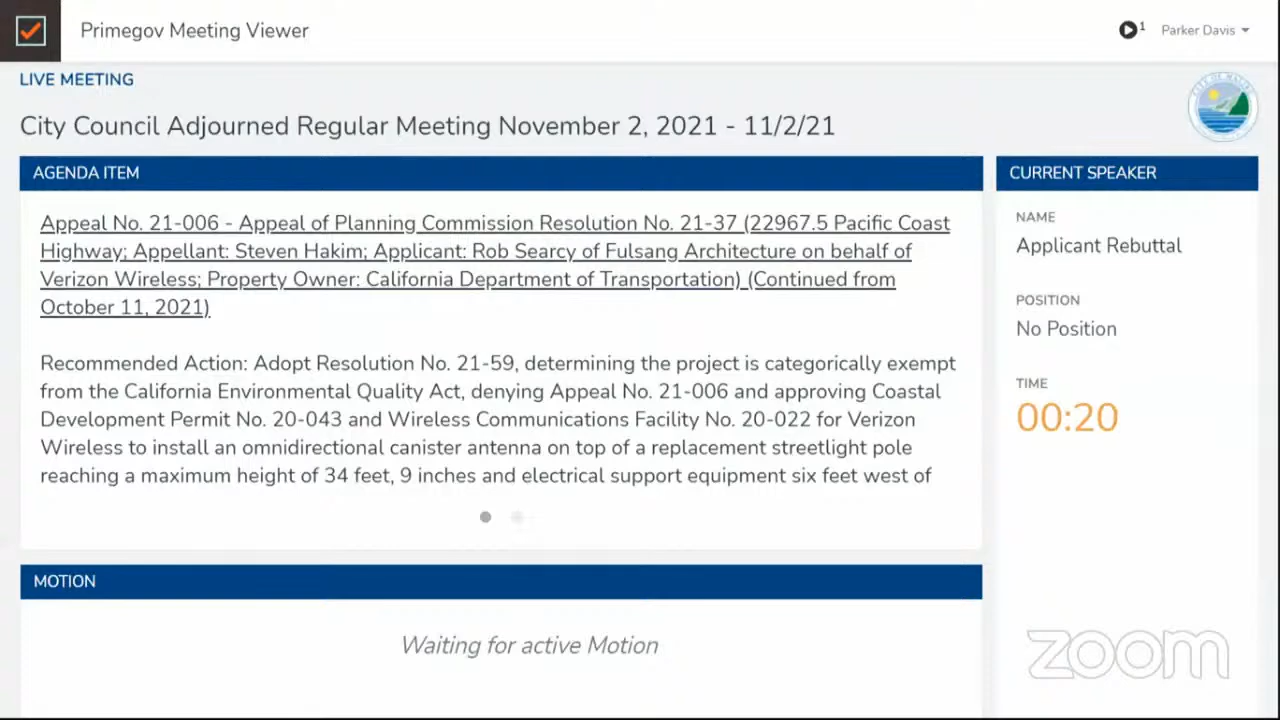 Primegov Meeting Viewer
1
Parker Davis
LIVE MEETING
City Council Adjourned Regular Meeting November 2, 2021 - 11/2/21
AGENDA ITEM
Appeal No. 21-006 - Appeal of Planning Commission Resolution No. 21-37 (22967.5 Pacific Coast
Highway; Appellant: Steven Hakim; Applicant: Rob Searcy of Fulsang Architecture on behalf of
Verizon Wireless; Property Owner: California Department of Transportation) (Continued from
October 11, 2021)
Recommended Action: Adopt Resolution No. 21-59, determining the project is categorically exempt
from the California Environmental Quality Act, denying Appeal No. 21-006 and approving Coastal
Development Permit No. 20-043 and Wireless Communications Facility No. 20-022 for Verizon
Wireless to install an omnidirectional canister antenna on top of a replacement streetlight pole
reaching a maximum height of 34 feet, 9 inches and electrical support equipment six feet west of
MOTION
Waiting for active Motion
CURRENT SPEAKER
NAME
Applicant Rebuttal
POSITION
No Position
TIME
00:20
zoom